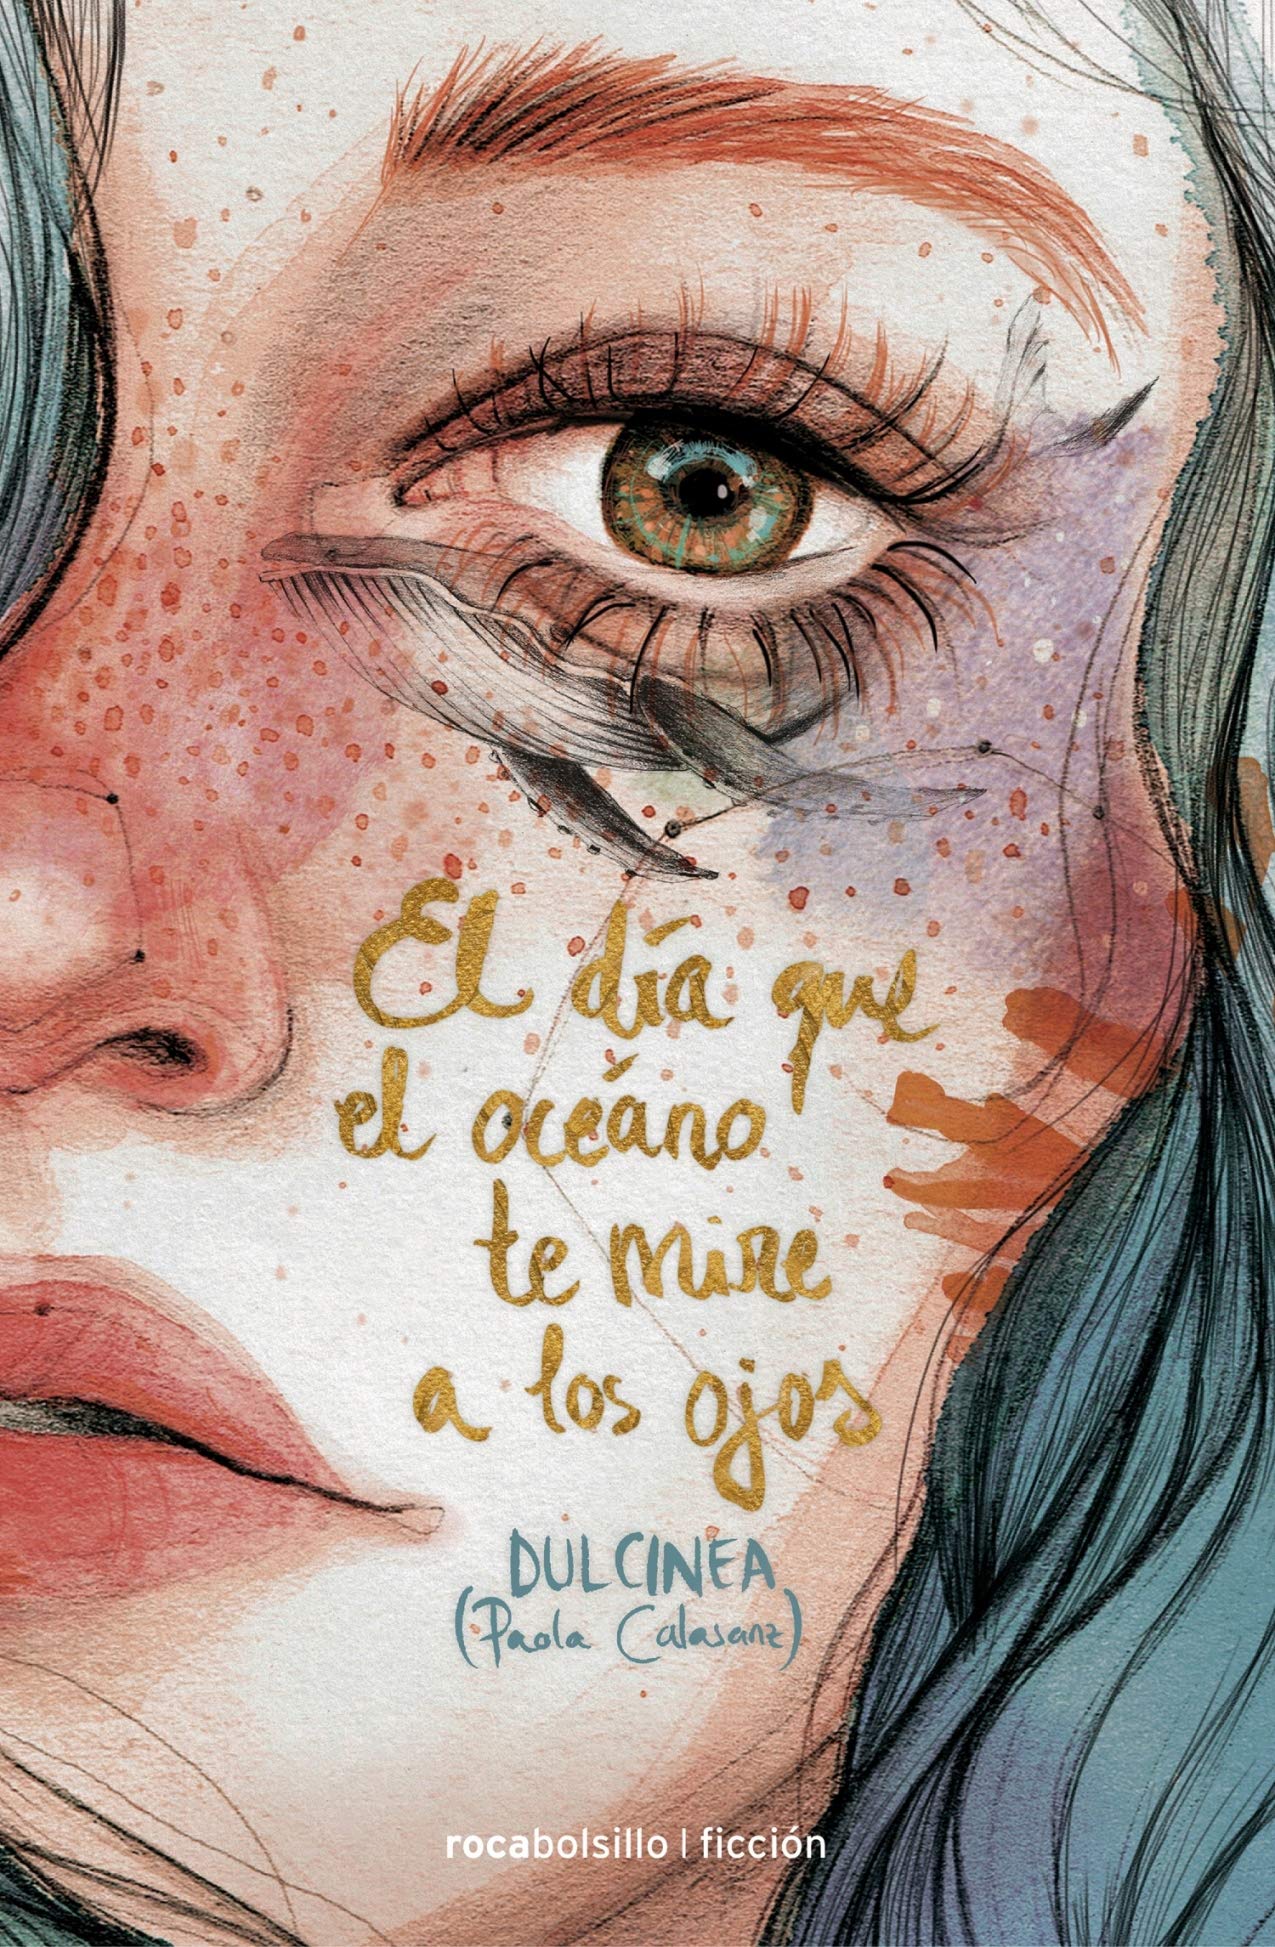 El día que
el océano
te mire
a los ojos
DULCINEA
(Paola Calasanz)
rocabolsillo | ficción